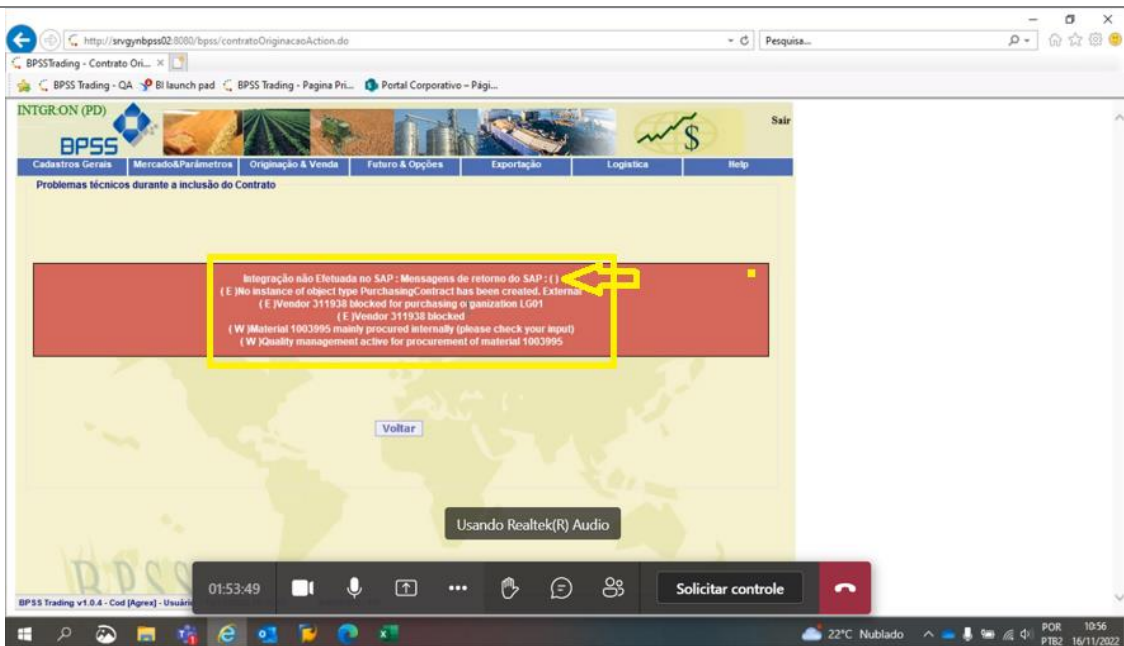 http://srvgynbpss02:8080/bpss/contratoOriginacaoAction.do
Pesquisa...
BPSSTrading - Contrato Ori...
BPSS Trading - QA
BI launch pad
BPSS Trading - Pagina Pri...
Portal Corporativo – Pági...
INTGR:ON (PD)
BPSS
$
Sair
Cadastros Gerais
Mercado&Parâmetros
Originação & Venda
Futuro & Opções
Exportação
Logística
Help
Problemas técnicos durante a inclusão do Contrato
Integração não Efetuada no SAP : Mensagens de retorno do SAP : ( )
( E )No instance of object type PurchasingContract has been created. External
( E )Vendor 311938 blocked for purchasing organization LG01
( E )Vendor 311938 blocked
( W )Material 1003995 mainly procured internally (please check your input)
( W )Quality management active for procurement of material 1003995
Voltar
Usando Realtek(R) Audio
BPSS
01:53:49
Solicitar controle
BPSS Trading v1.0.4 - Cod [Agrex] - Usuári
22°C Nublado
POR
PTB2
10:56
16/11/2022